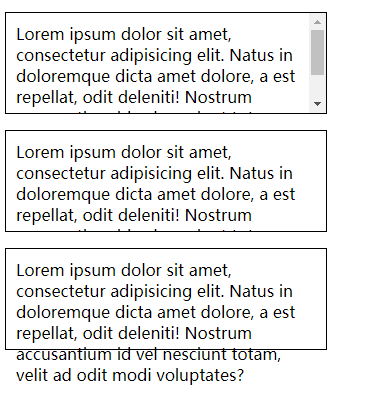 Lorem ipsum dolor sit amet,
consectetur adipisicing elit. Natus in
doloremque dicta amet dolore, a est
repellat, odit deleniti! Nostrum
Lorem ipsum dolor sit amet,
consectetur adipisicing elit. Natus in
doloremque dicta amet dolore, a est
repellat, odit deleniti! Nostrum
Lorem ipsum dolor sit amet,
consectetur adipisicing elit. Natus in
doloremque dicta amet dolore, a est
repellat, odit deleniti! Nostrum
accusantium id vel nesciunt totam,
velit ad odit modi voluptates?